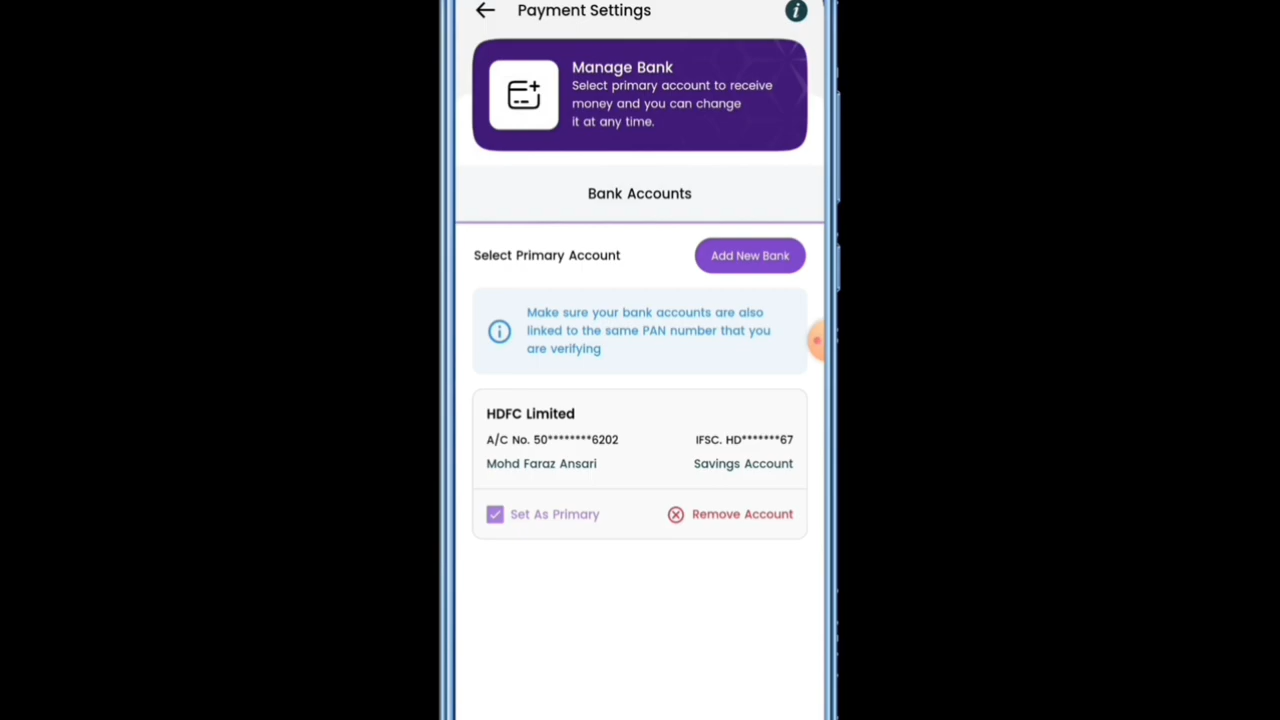 Payment Settings
Manage Bank
Select primary account to receive
money and you can change
it at any time.
Bank Accounts
Select Primary Account
Add New Bank
Make sure your bank accounts are also
linked to the same PAN number that you
are verifying
HDFC Limited
A/C No. 50********6202
IFSC. HD*******67
Mohd Faraz Ansari
Savings Account
Set As Primary
Remove Account